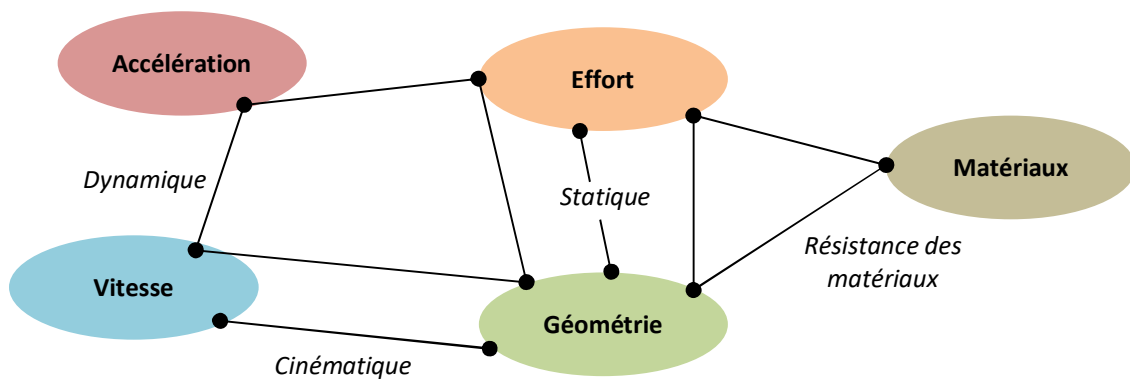 Accélération
Effort
Dynamique
Statique
Matériaux
Vitesse
Géométrie
Résistance des
matériaux
Cinématique